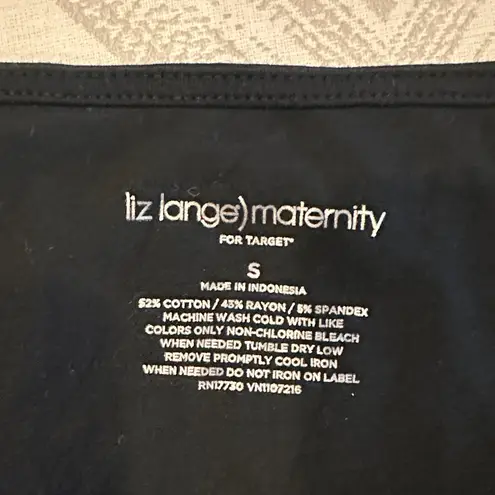 liz lange) maternity
FOR TARGET®
S
MADE IN INDONESIA
52% COTTON / 43% RAYON / 5% SPANDEX
MACHINE WASH COLD WITH LIKE
COLORS ONLY NON-CHLORINE BLEACH
WHEN NEEDED TUMBLE DRY LOW
REMOVE PROMPTLY COOL IRON
WHEN NEEDED DO NOT IRON ON LABEL
RN17730 VN1107216